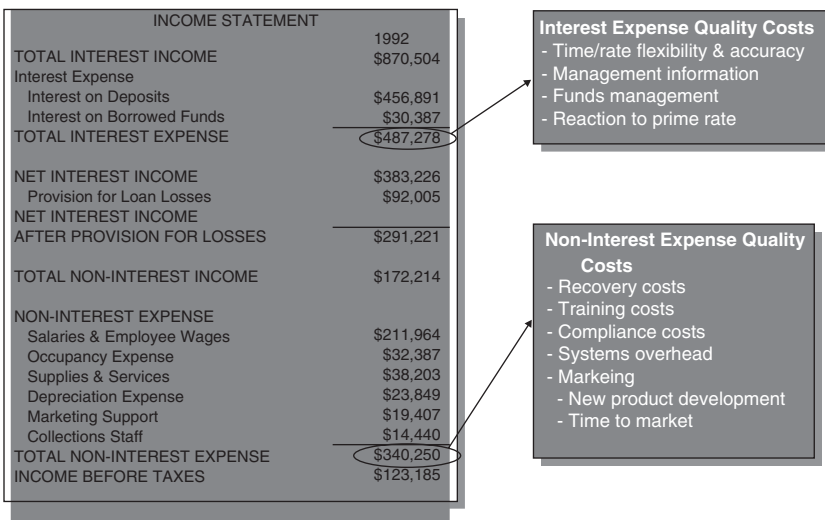 INCOME STATEMENT
1992
TOTAL INTEREST INCOME $870,504
Interest Expense
Interest on Deposits $456,891
Interest on Borrowed Funds $30,387
TOTAL INTEREST EXPENSE $487,278
NET INTEREST INCOME $383,226
Provision for Loan Losses $92,005
NET INTEREST INCOME
AFTER PROVISION FOR LOSSES $291,221
TOTAL NON-INTEREST INCOME $172,214
NON-INTEREST EXPENSE
Salaries & Employee Wages $211,964
Occupancy Expense $32,387
Supplies & Services $38,203
Depreciation Expense $23,849
Marketing Support $19,407
Collections Staff $14,440
TOTAL NON-INTEREST EXPENSE $340,250
INCOME BEFORE TAXES $123,185
Interest Expense Quality Costs
- Time/rate flexibility & accuracy
- Management information
- Funds management
- Reaction to prime rate
Non-Interest Expense Quality
Costs
- Recovery costs
- Training costs
- Compliance costs
- Systems overhead
- Markeing
- New product development
- Time to market